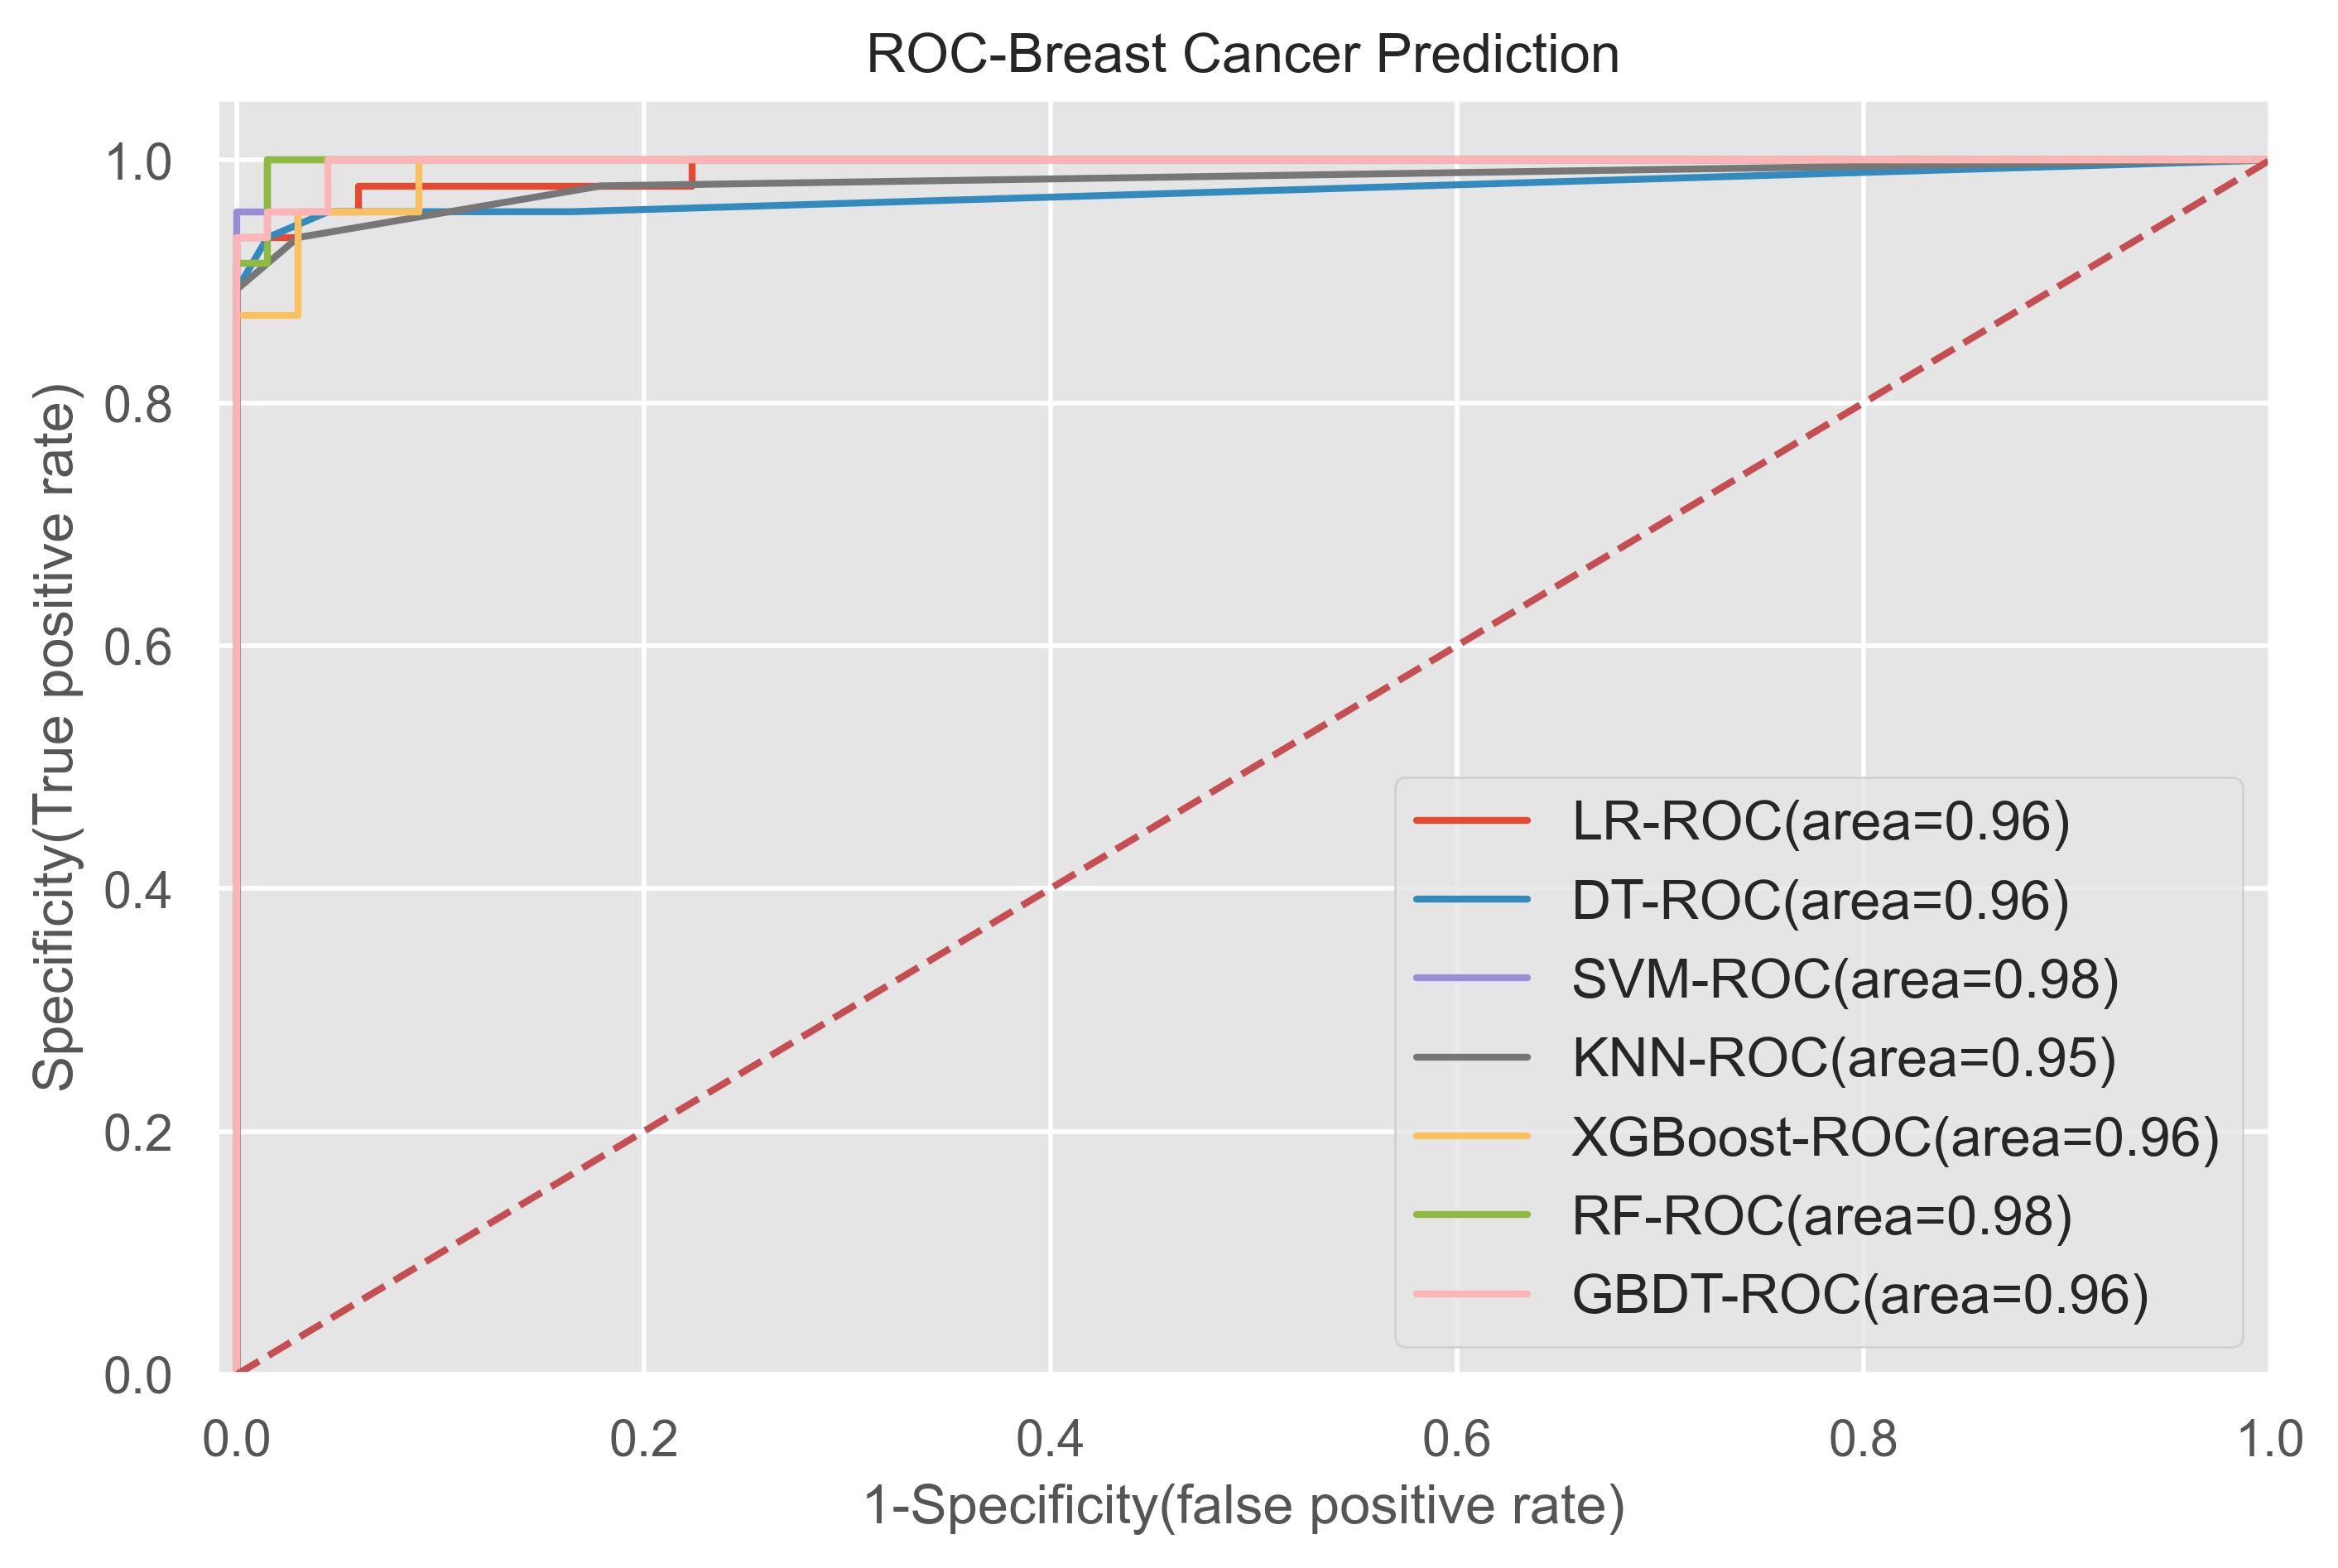 ROC-Breast Cancer Prediction
Specificity(True positive rate)
1.0
0.8
0.6
0.4
0.2
0.0
LR-ROC(area=0.96)
DT-ROC(area=0.96)
SVM-ROC(area=0.98)
KNN-ROC(area=0.95)
XGBoost-ROC(area=0.96)
RF-ROC(area=0.98)
GBDT-ROC(area=0.96)
0.0 0.2 0.4 0.6 0.8 1.0
1-Specificity(false positive rate)